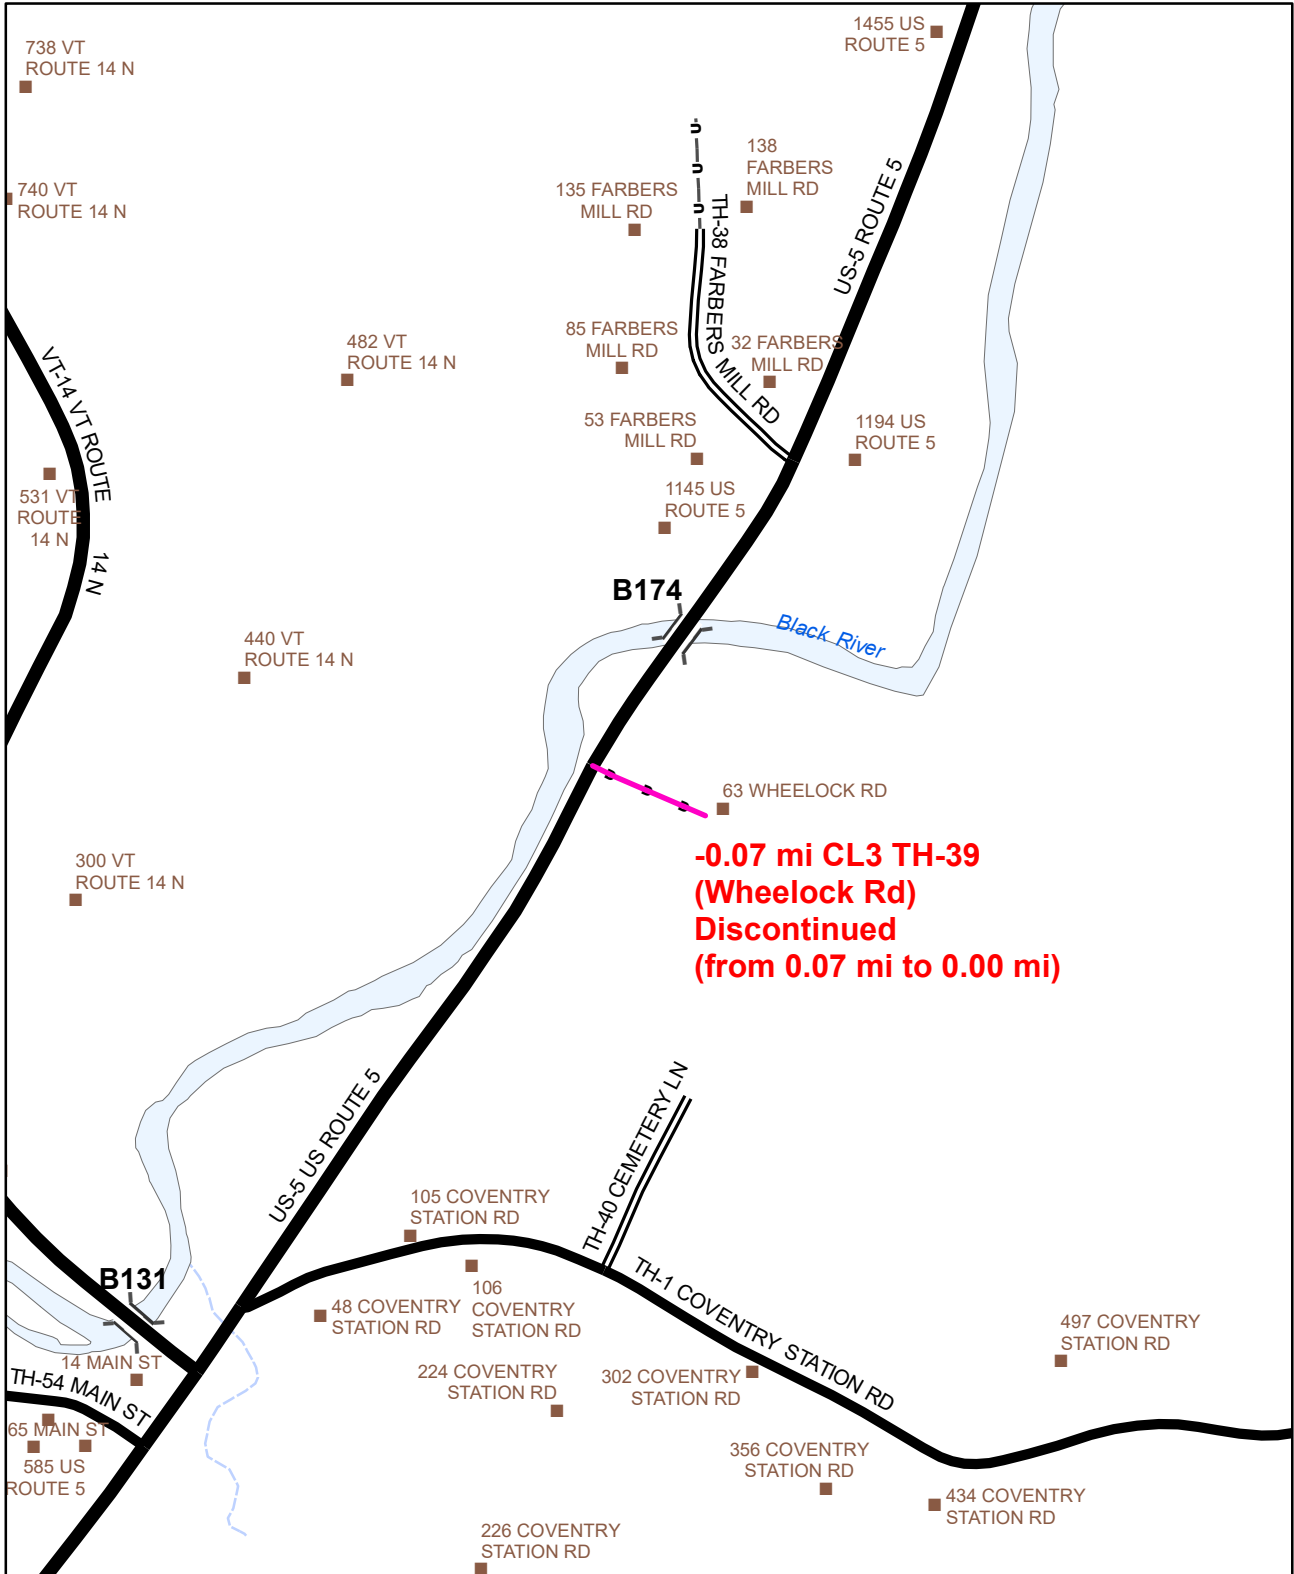 1455 US
ROUTE 5
738 VT
ROUTE 14 N
138
FARBERS
MILL RD
740 VT
ROUTE 14 N
135 FARBERS
MILL RD
TH-38 FARBERS MILL RD
US-5 ROUTE 5
85 FARBERS
MILL RD
32 FARBERS
MILL RD
482 VT
ROUTE 14 N
VT-14 VT ROUTE 14 N
53 FARBERS
MILL RD
1194 US
ROUTE 5
531 VT
ROUTE
14 N
1145 US
ROUTE 5
B174
Black River
440 VT
ROUTE 14 N
63 WHEELOCK RD
-0.07 mi CL3 TH-39
(Wheelock Rd)
Discontinued
(from 0.07 mi to 0.00 mi)
300 VT
ROUTE 14 N
US-5 US ROUTE 5
TH-40 CEMETERY LN
105 COVENTRY
STATION RD
TH-1 COVENTRY STATION RD
B131
106
COVENTRY
STATION RD
48 COVENTRY
STATION RD
497 COVENTRY
STATION RD
14 MAIN ST
TH-54 MAIN ST
224 COVENTRY
STATION RD
302 COVENTRY
STATION RD
65 MAIN ST
585 US
ROUTE 5
356 COVENTRY
STATION RD
434 COVENTRY
STATION RD
226 COVENTRY
STATION RD